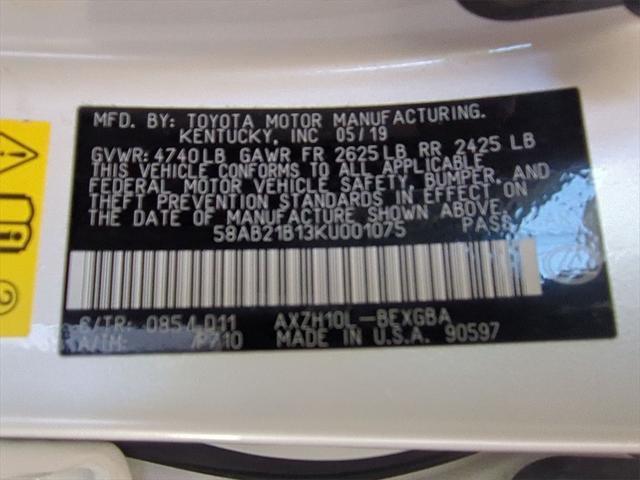 MFD. BY: TOYOTA MOTOR MANUFACTURING.
KENTUCKY, INC 05/19
GVWR: 4740LB GAWR FR 2625LB RR 2425 LB
THIS VEHICLE CONFORMS TO ALL APPLICABLE
FEDERAL MOTOR VEHICLE SAFETY, BUMPER, AND
THEFT PREVENTION STANDARDS IN EFFECT ON
THE DATE OF MANUFACTURE SHOWN ABOVE.
58AB21B13KU001075 PASS
C/TR: 0854 D11 AXZH10L-BEXGBA
A/TM: /P710 MADE IN U.S.A. 90597